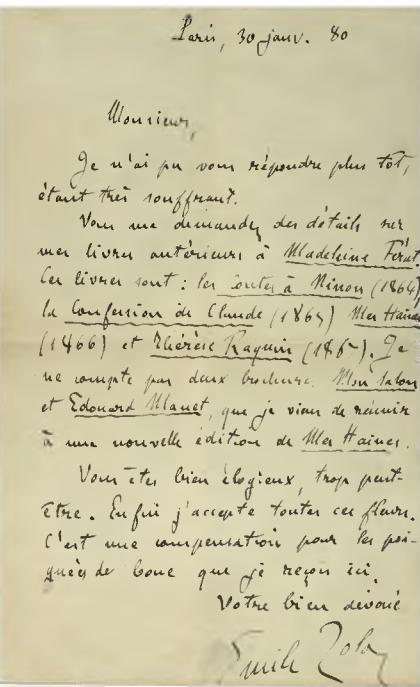 Paris, 30 janv. 80
Monsieur,
Je n'ai pu vous répondre plus tôt,
étant très souffrant.
Vous me demandez des détails sur
mes livres antérieurs à Madeleine Férat.
Ces livres sont : les Contes à Ninon (1864)
la Confession de Claude (1865) Mes Haines
(1866) et Thérèse Raquin (186 ). Je
ne compte pas deux brochures, Mon Salon
et Edouard Manet, que je viens de réunir
à une nouvelle édition de Mes Haines.
Vous êtes bien élogieux, trop peut-
être. Enfin j'accepte toutes ces fleurs.
C'est une compensation pour les poi-
gnées de boue que je reçois ici.
Votre bien dévoué
Emile Zola